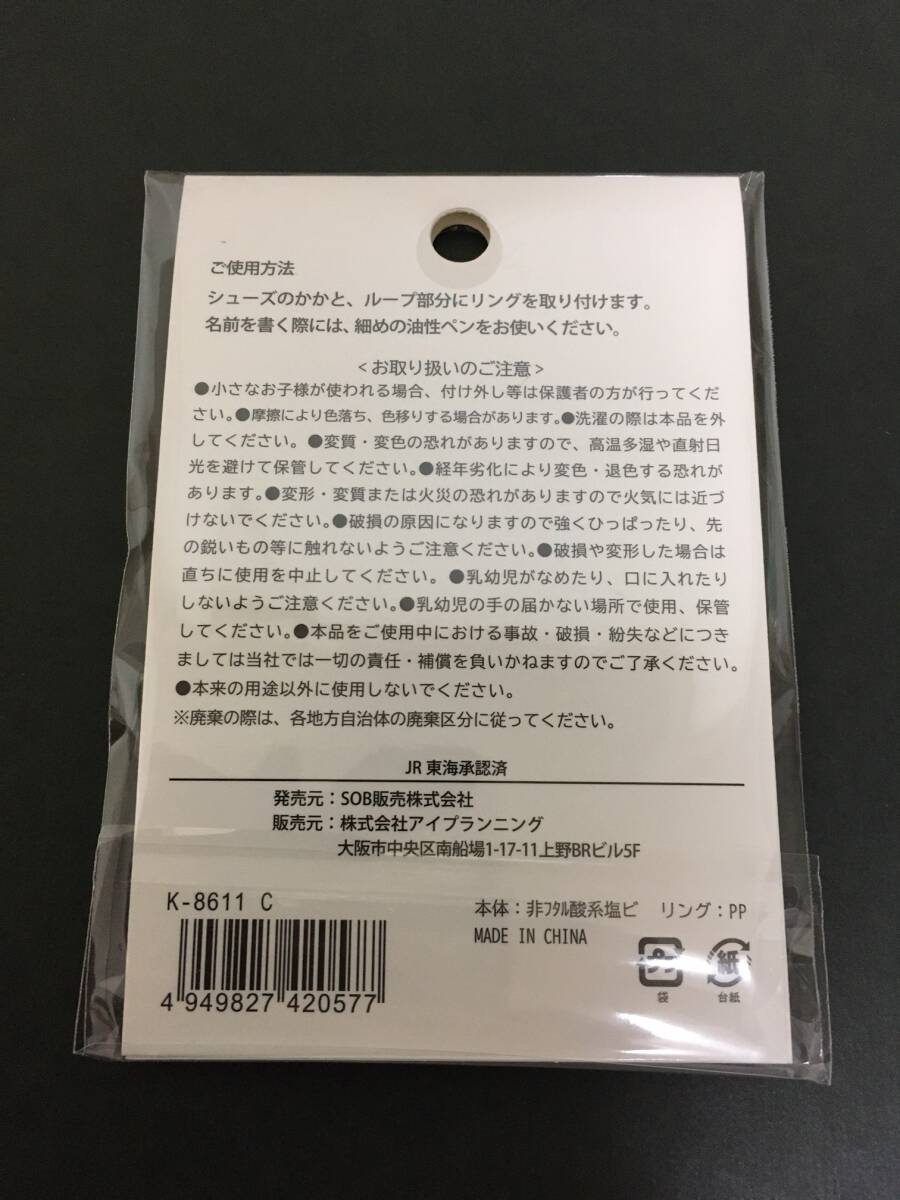 ご使用方法
シューズのかかと、ループ部分にリングを取り付けます。
名前を書く際には、細めの油性ペンをお使いください。
<お取り扱いのご注意>
●小さなお子様が使われる場合、付け外し等は保護者の方が行ってくだ
さい。●摩擦により色落ち、色移りする場合があります。●洗濯の際は本品を外
してください。●変質・変色の恐れがありますので、高温多湿や直射日
光を避けて保管してください。●経年劣化により変色・退色する恐れが
あります。●変形・変質または火災の恐れがありますので火気には近づ
けないでください。●破損の原因になりますので強くひっぱったり、先
の鋭いもの等に触れないようご注意ください。●破損や変形した場合は
直ちに使用を中止してください。●乳幼児がなめたり、口に入れたり
しないようご注意ください。●乳幼児の手の届かない場所で使用、保管
してください。●本品をご使用中における事故・破損・紛失などにつき
ましては当社では一切の責任・補償を負いかねますのでご了承ください。
●本来の用途以外に使用しないでください。
※廃棄の際は、各地方自治体の廃棄区分に従ってください。
JR東海承認済
発売元：SOB販売株式会社
販売元：株式会社アイプランニング
大阪市中央区南船場1-17-11上野BRビル5F
K-8611 C
本体：非ﾌﾀﾙ酸系塩ビ リング：PP
MADE IN CHINA
プラ
袋
紙
台紙
4 949827 420577